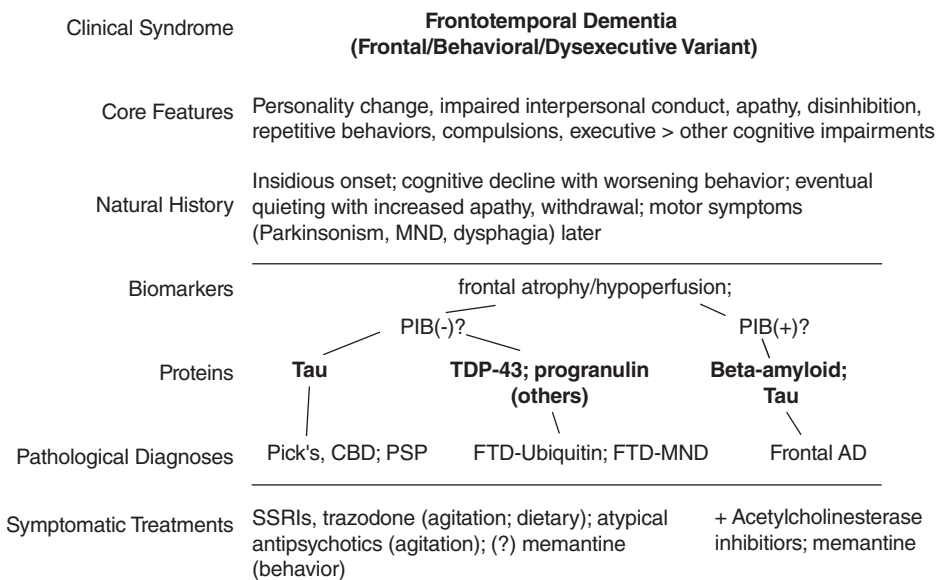 Clinical Syndrome
Frontotemporal Dementia
(Frontal/Behavioral/Dysexecutive Variant)
Core Features
Personality change, impaired interpersonal conduct, apathy, disinhibition,
repetitive behaviors, compulsions, executive > other cognitive impairments
Natural History
Insidious onset; cognitive decline with worsening behavior; eventual
quieting with increased apathy, withdrawal; motor symptoms
(Parkinsonism, MND, dysphagia) later
Biomarkers
frontal atrophy/hypoperfusion;
PIB(-)?
PIB(+)?
Proteins
Tau
TDP-43; progranulin
(others)
Beta-amyloid;
Tau
Pathological Diagnoses
Pick's, CBD; PSP
FTD-Ubiquitin; FTD-MND
Frontal AD
Symptomatic Treatments
SSRIs, trazodone (agitation; dietary); atypical
antipsychotics (agitation); (?) memantine
(behavior)
+ Acetylcholinesterase
inhibitiors; memantine